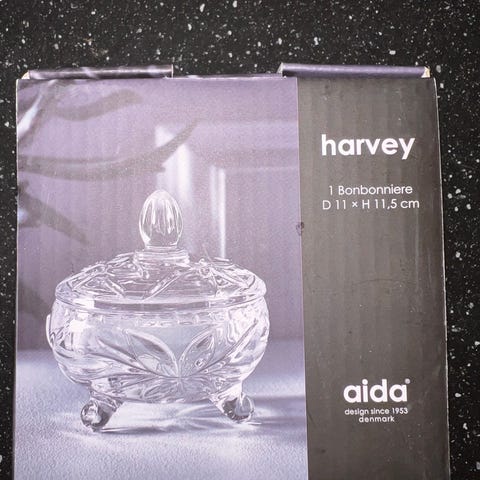 harvey
1 Bonbonniere
D 11 × H 11,5 cm
aida®
design since 1953
denmark